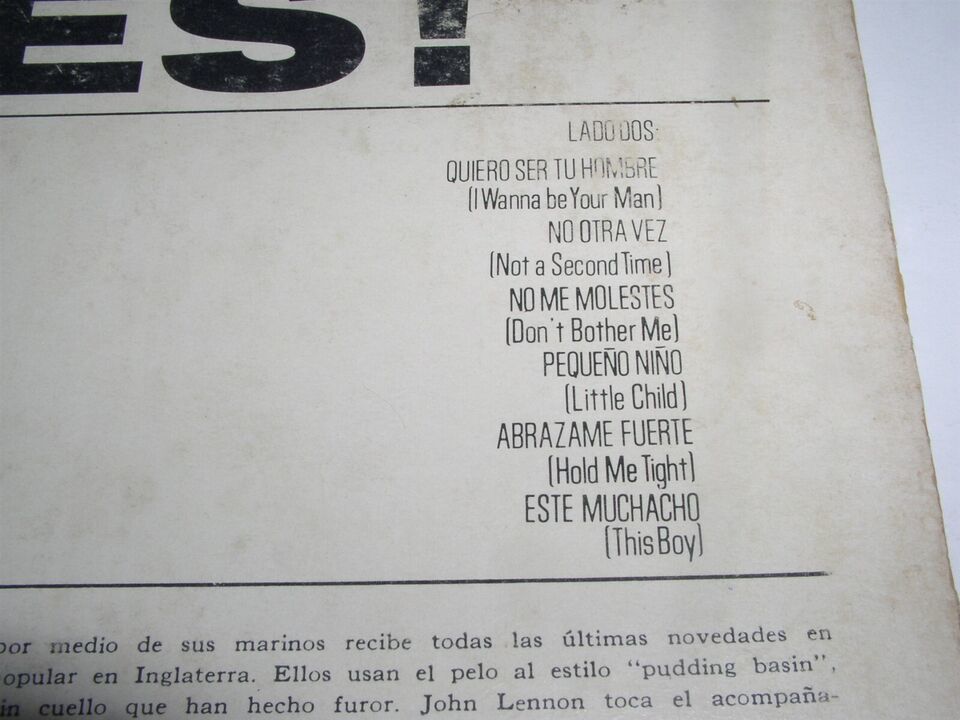 ES!
LADO DOS:
QUIERO SER TU HOMBRE
(I Wanna be Your Man)
NO OTRA VEZ
(Not a Second Time)
NO ME MOLESTES
(Don't Bother Me)
PEQUEÑO NIÑO
(Little Child)
ABRAZAME FUERTE
(Hold Me Tight)
ESTE MUCHACHO
(This Boy)
por medio de sus marinos recibe todas las últimas novedades en
opular en Inglaterra. Ellos usan el pelo al estilo "pudding basin",
in cuello que han hecho furor. John Lennon toca el acompaña-